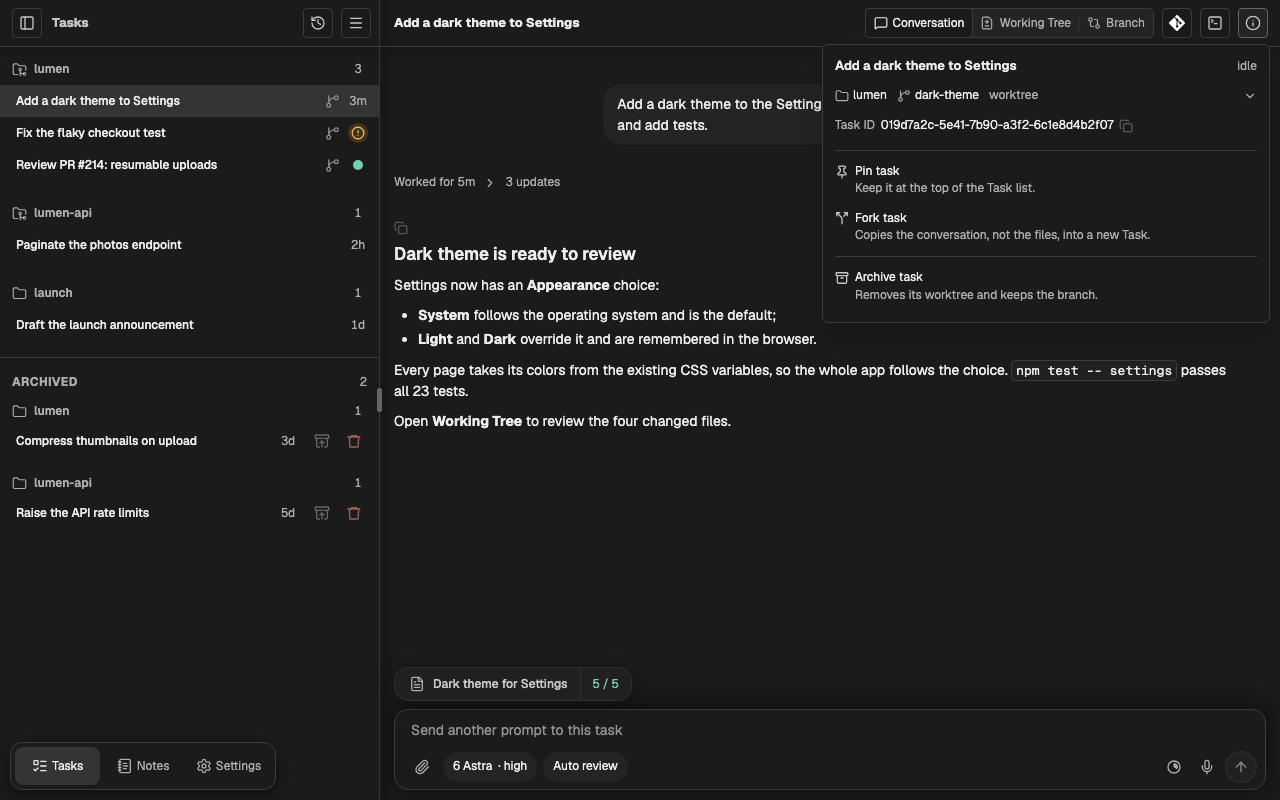 Tasks
lumen 3
Add a dark theme to Settings 3m
Fix the flaky checkout test
Review PR #214: resumable uploads
lumen-api 1
Paginate the photos endpoint 2h
launch 1
Draft the launch announcement 1d
ARCHIVED 2
lumen 1
Compress thumbnails on upload 3d
lumen-api 1
Raise the API rate limits 5d
Tasks Notes Settings
Add a dark theme to Settings
Conversation Working Tree Branch
Add a dark theme to the Setting
and add tests.
Worked for 5m 3 updates
Dark theme is ready to review
Settings now has an Appearance choice:
• System follows the operating system and is the default;
• Light and Dark override it and are remembered in the browser.
Every page takes its colors from the existing CSS variables, so the whole app follows the choice. npm test -- settings passes
all 23 tests.
Open Working Tree to review the four changed files.
Add a dark theme to Settings idle
lumen dark-theme worktree
Task ID 019d7a2c-5e41-7b90-a3f2-6c1e8d4b2f07
Pin task
Keep it at the top of the Task list.
Fork task
Copies the conversation, not the files, into a new Task.
Archive task
Removes its worktree and keeps the branch.
Dark theme for Settings 5 / 5
Send another prompt to this task
6 Astra · high Auto review